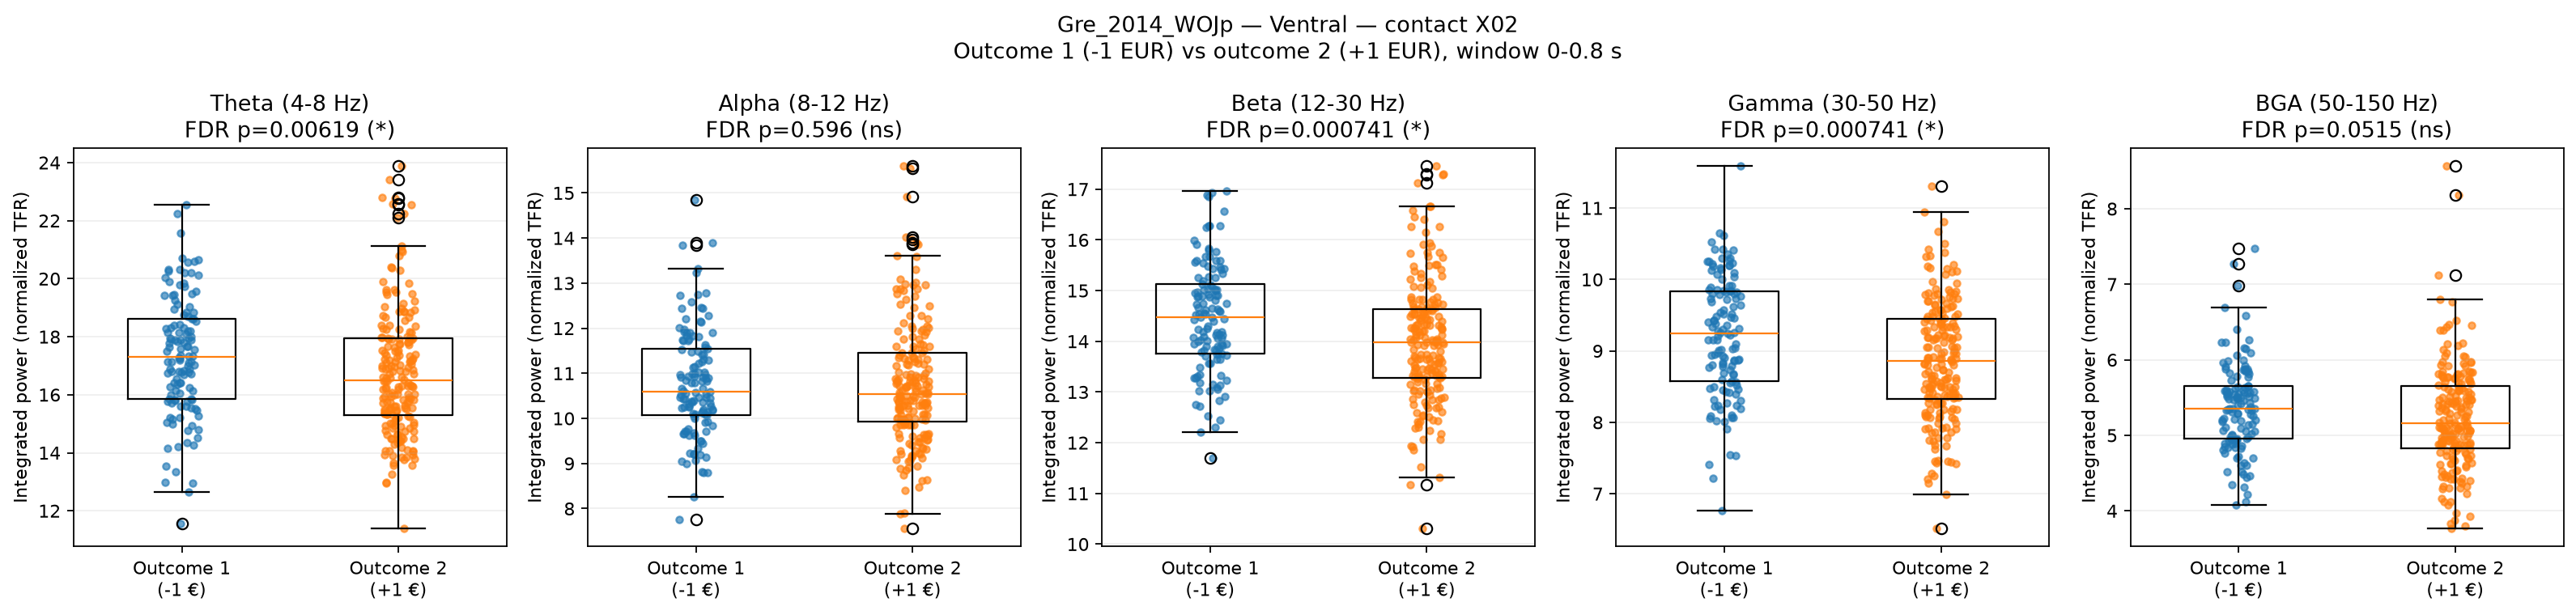 Gre_2014_WOJp — Ventral — contact X02
Outcome 1 (-1 EUR) vs outcome 2 (+1 EUR), window 0-0.8 s
Theta (4-8 Hz)
FDR p=0.00619 (*)
Integrated power (normalized TFR)
24
22
20
18
16
14
12
Outcome 1
(-1 €)
Outcome 2
(+1 €)
Alpha (8-12 Hz)
FDR p=0.596 (ns)
Integrated power (normalized TFR)
15
14
13
12
11
10
9
8
Outcome 1
(-1 €)
Outcome 2
(+1 €)
Beta (12-30 Hz)
FDR p=0.000741 (*)
Integrated power (normalized TFR)
17
16
15
14
13
12
11
10
Outcome 1
(-1 €)
Outcome 2
(+1 €)
Gamma (30-50 Hz)
FDR p=0.000741 (*)
Integrated power (normalized TFR)
11
10
9
8
7
Outcome 1
(-1 €)
Outcome 2
(+1 €)
BGA (50-150 Hz)
FDR p=0.0515 (ns)
Integrated power (normalized TFR)
8
7
6
5
4
Outcome 1
(-1 €)
Outcome 2
(+1 €)